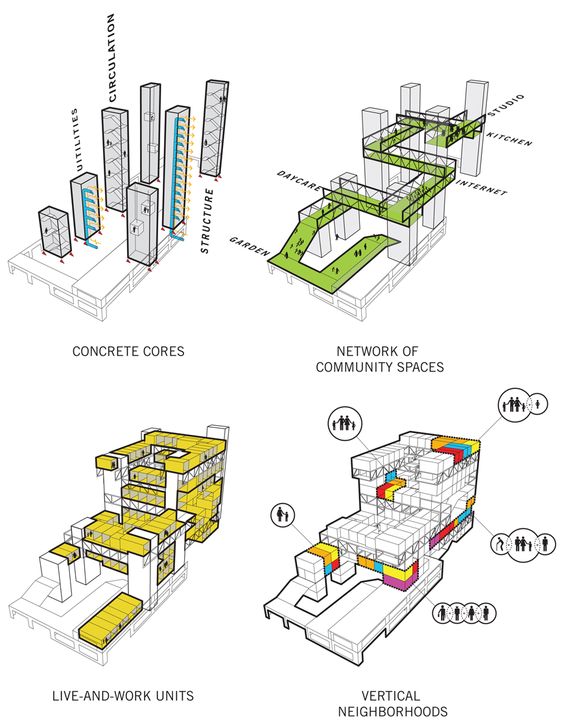 CIRCULATION
UITILITIES
STRUCTURE
CONCRETE CORES
STUDIO
KITCHEN
INTERNET
DAYCARE
GARDEN
NETWORK OF
COMMUNITY SPACES
LIVE-AND-WORK UNITS
VERTICAL
NEIGHBORHOODS